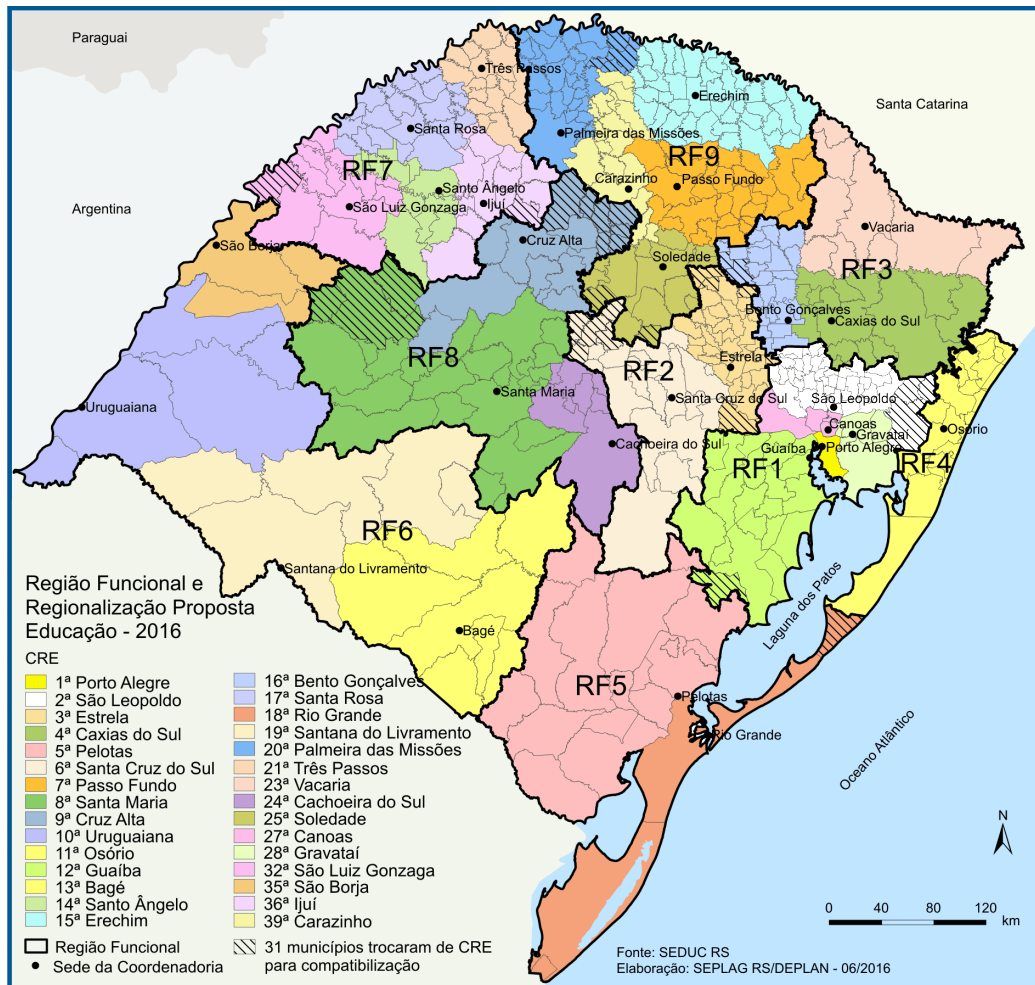 Paraguai
Santa Catarina
Argentina
Três Passos
Erechim
Santa Rosa
Palmeira das Missões
RF9
RF7
Carazinho
Passo Fundo
Santo Ângelo
São Luiz Gonzaga
Ijuí
Vacaria
São Borja
Cruz Alta
Soledade
RF3
Bento Gonçalves
Caxias do Sul
RF8
Estrela
RF2
Santa Maria
Santa Cruz do Sul
São Leopoldo
Uruguaiana
Canoas
Gravataí
Osório
Cachoeira do Sul
Guaíba
Porto Alegre
RF1
RF4
RF6
Santana do Livramento
Laguna dos Patos
Bagé
RF5
Pelotas
Rio Grande
Oceano Atlântico
Região Funcional e
Regionalização Proposta
Educação - 2016
CRE
1ª Porto Alegre
2ª São Leopoldo
3ª Estrela
4ª Caxias do Sul
5ª Pelotas
6ª Santa Cruz do Sul
7ª Passo Fundo
8ª Santa Maria
9ª Cruz Alta
10ª Uruguaiana
11ª Osório
12ª Guaíba
13ª Bagé
14ª Santo Ângelo
15ª Erechim
16ª Bento Gonçalves
17ª Santa Rosa
18ª Rio Grande
19ª Santana do Livramento
20ª Palmeira das Missões
21ª Três Passos
23ª Vacaria
24ª Cachoeira do Sul
25ª Soledade
27ª Canoas
28ª Gravataí
32ª São Luiz Gonzaga
35ª São Borja
36ª Ijuí
39ª Carazinho
Região Funcional
Sede da Coordenadoria
31 municípios trocaram de CRE
para compatibilização
N
0 40 80 120
km
Fonte: SEDUC RS
Elaboração: SEPLAG RS/DEPLAN - 06/2016